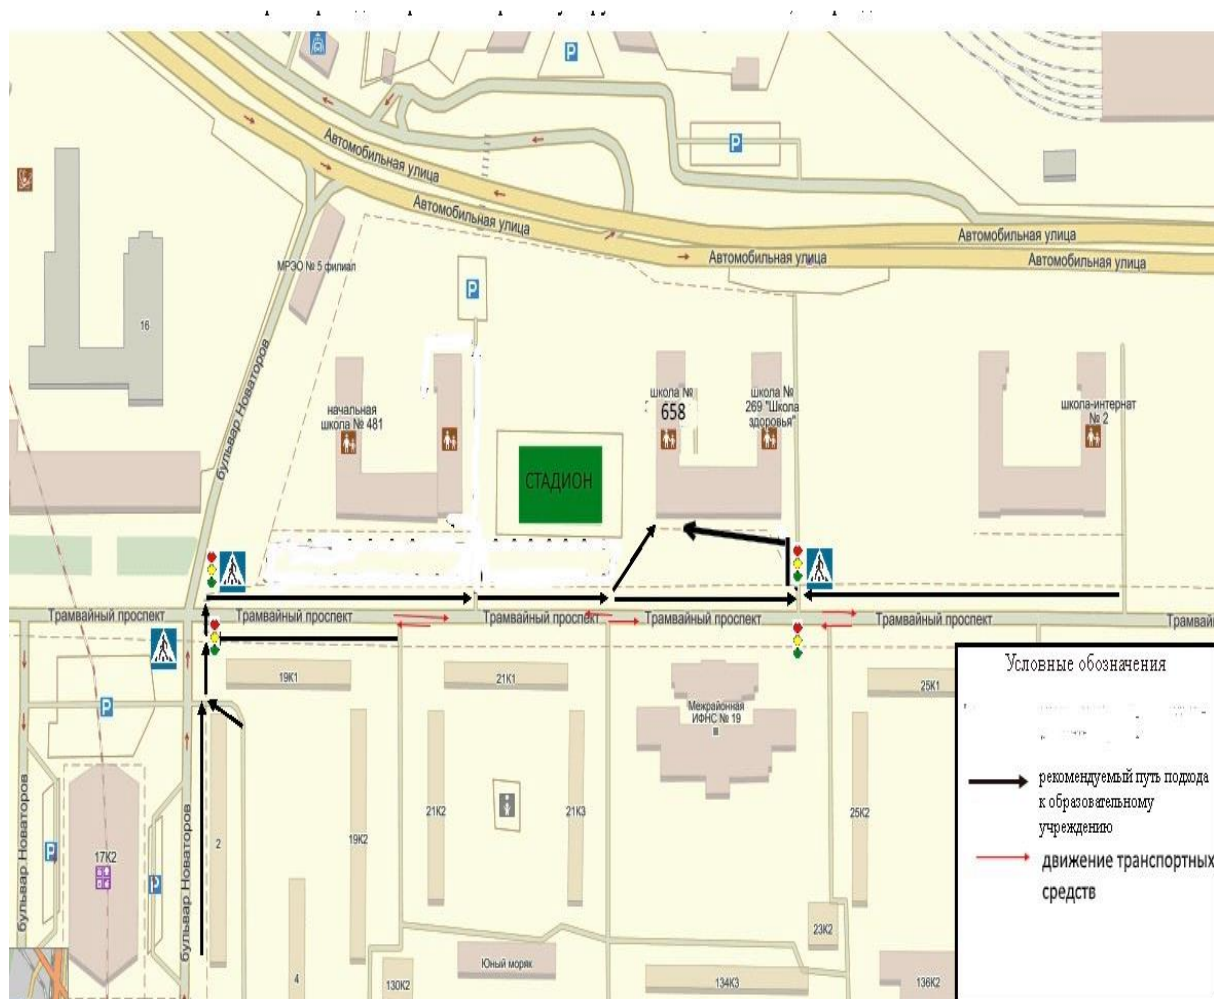 Автомобильная улица
Автомобильная улица
Автомобильная улица
Автомобильная улица
Автомобильная улица
МРЭО № 5 филиал
16
бульвар Новаторов
начальная
школа № 481
школа №
658
школа №
269 "Школа
здоровья"
школа-интернат
№ 2
СТАДИОН
Трамвайный проспект
Трамвайный проспект
Трамвайный проспект
Трамвайный проспект
Трамвайный проспект
Трамвай
19К1
21К1
25К1
Межрайонная
ИФНС № 19
17К2
2
19К2
21К2
21К3
25К2
бульвар Новаторов
бульвар Новаторов
4
130К2
Юный моряк
134К3
23К2
136К2
P
P
P
P
P
P
Условные обозначения
рекомендуемый путь подхода
к образовательному
учреждению
движение транспортных
средств